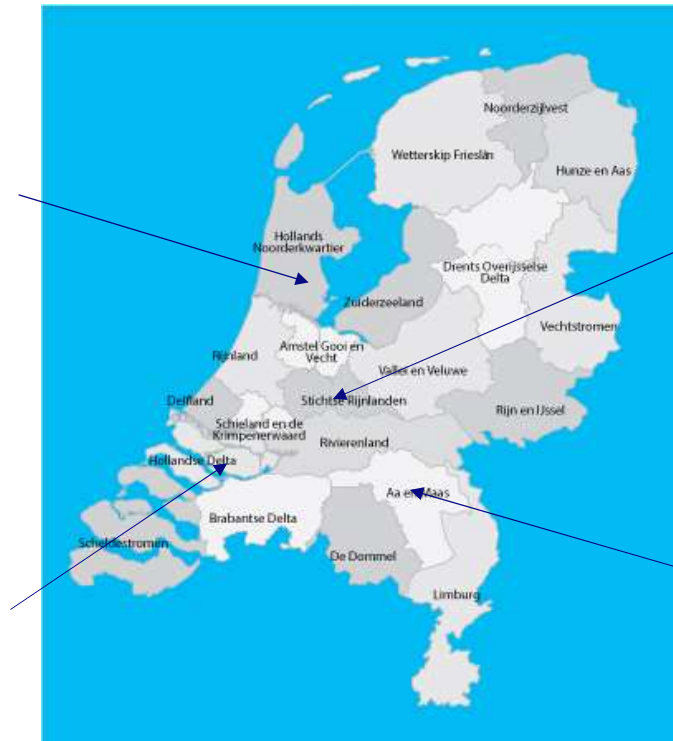 Noorderzijlvest
Wetterskip Frieslân
Hunze en Aas
Hollands
Noorderkwartier
Drents Overijsselse
Delta
Zuiderzeeland
Vechtstromen
Amstel Gooi en
Vecht
Rijnland
Vallei en Veluwe
Delfland
Stichtse Rijnlanden
Rijn en IJssel
Schieland en de
Krimpenerwaard
Rivierenland
Hollandse Delta
Aa en Maas
Brabantse Delta
Scheldestromen
De Dommel
Limburg